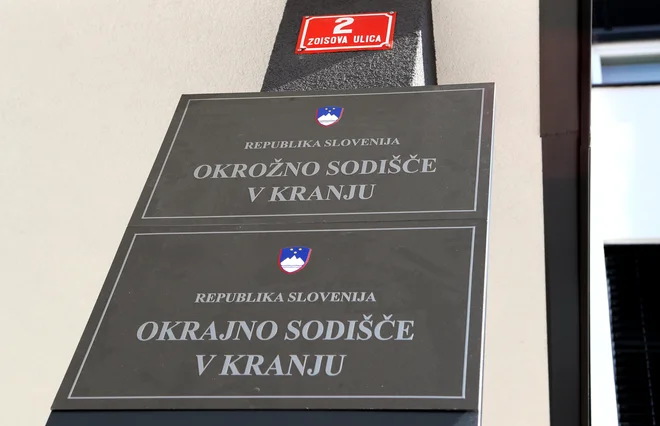 2
ZOISOVA ULICA
REPUBLIKA SLOVENIJA
OKROŽNO SODIŠČE
V KRANJU
REPUBLIKA SLOVENIJA
OKRAJNO SODIŠČE
V KRANJU